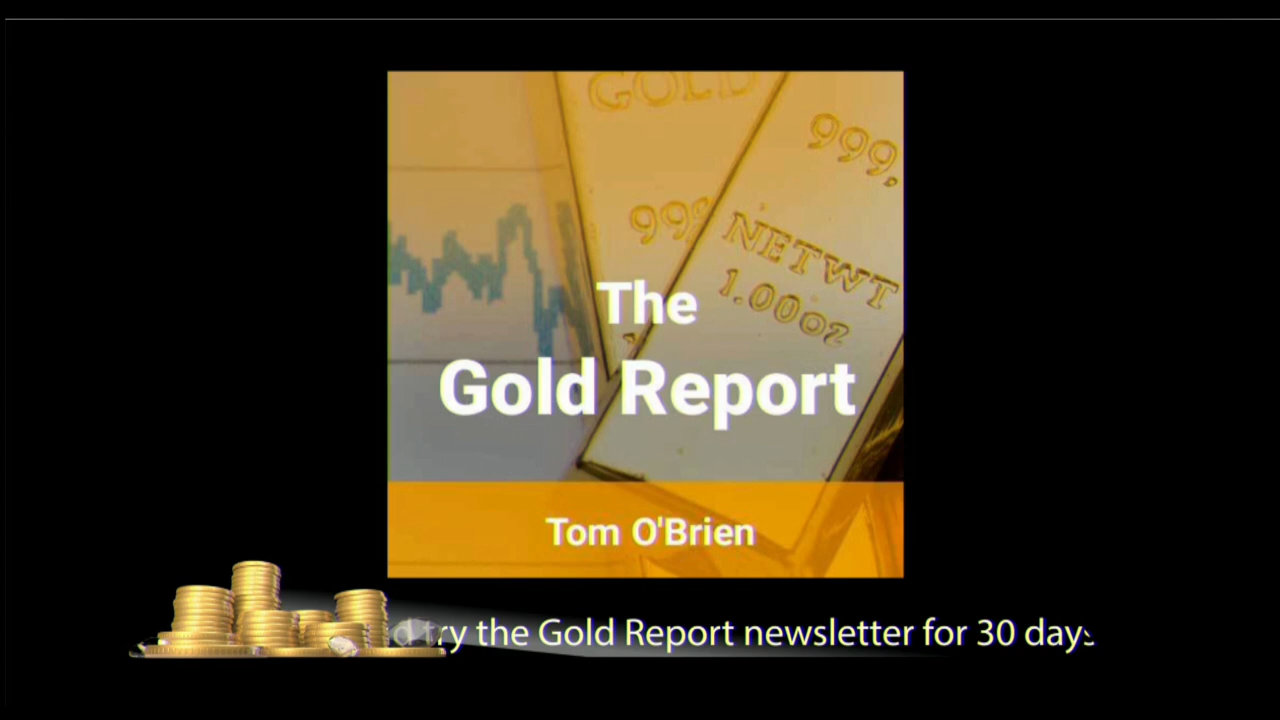 GOLD
999,
999
NETWT
1.00OZ
The
Gold Report
Tom O'Brien
d try the Gold Report newsletter for 30 days